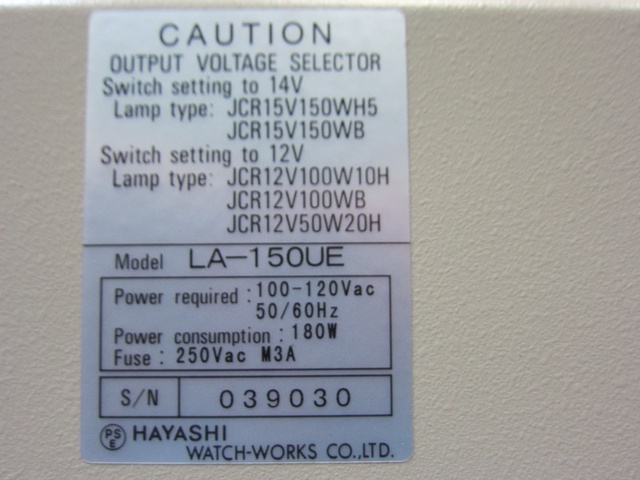 CAUTION
OUTPUT VOLTAGE SELECTOR
Switch setting to 14V
Lamp type: JCR15V150WH5
JCR15V150WB
Switch setting to 12V
Lamp type: JCR12V100W10H
JCR12V100WB
JCR12V50W20H
Model LA-150UE
Power required : 100-120Vac
50/60Hz
Power consumption : 180W
Fuse : 250Vac M3A
S/N 039030
PS E HAYASHI
WATCH-WORKS CO.,LTD.